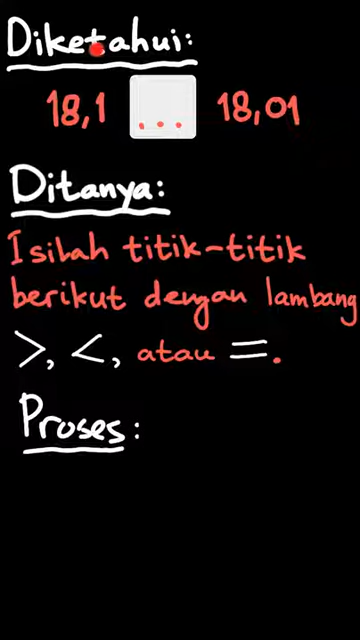 Diketahui:
18,1 ... 18,01
Ditanya:
Isilah titik-titik
berikut dengan lambang
>, <, atau =.
Proses: